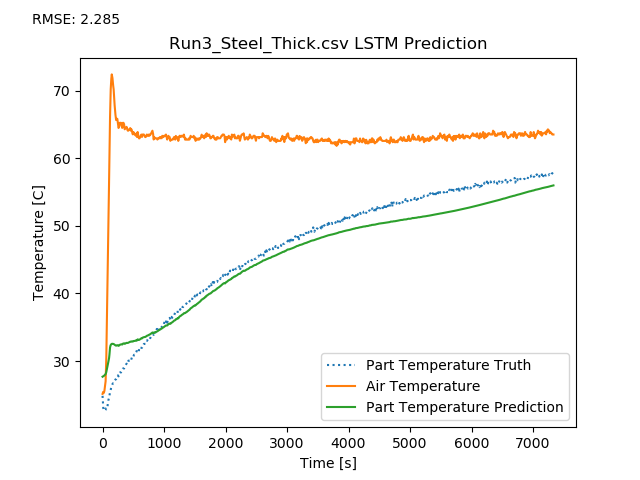 RMSE: 2.285
Run3_Steel_Thick.csv LSTM Prediction
Temperature [C]
70
60
50
40
30
Part Temperature Truth
Air Temperature
Part Temperature Prediction
0 1000 2000 3000 4000 5000 6000 7000
Time [s]